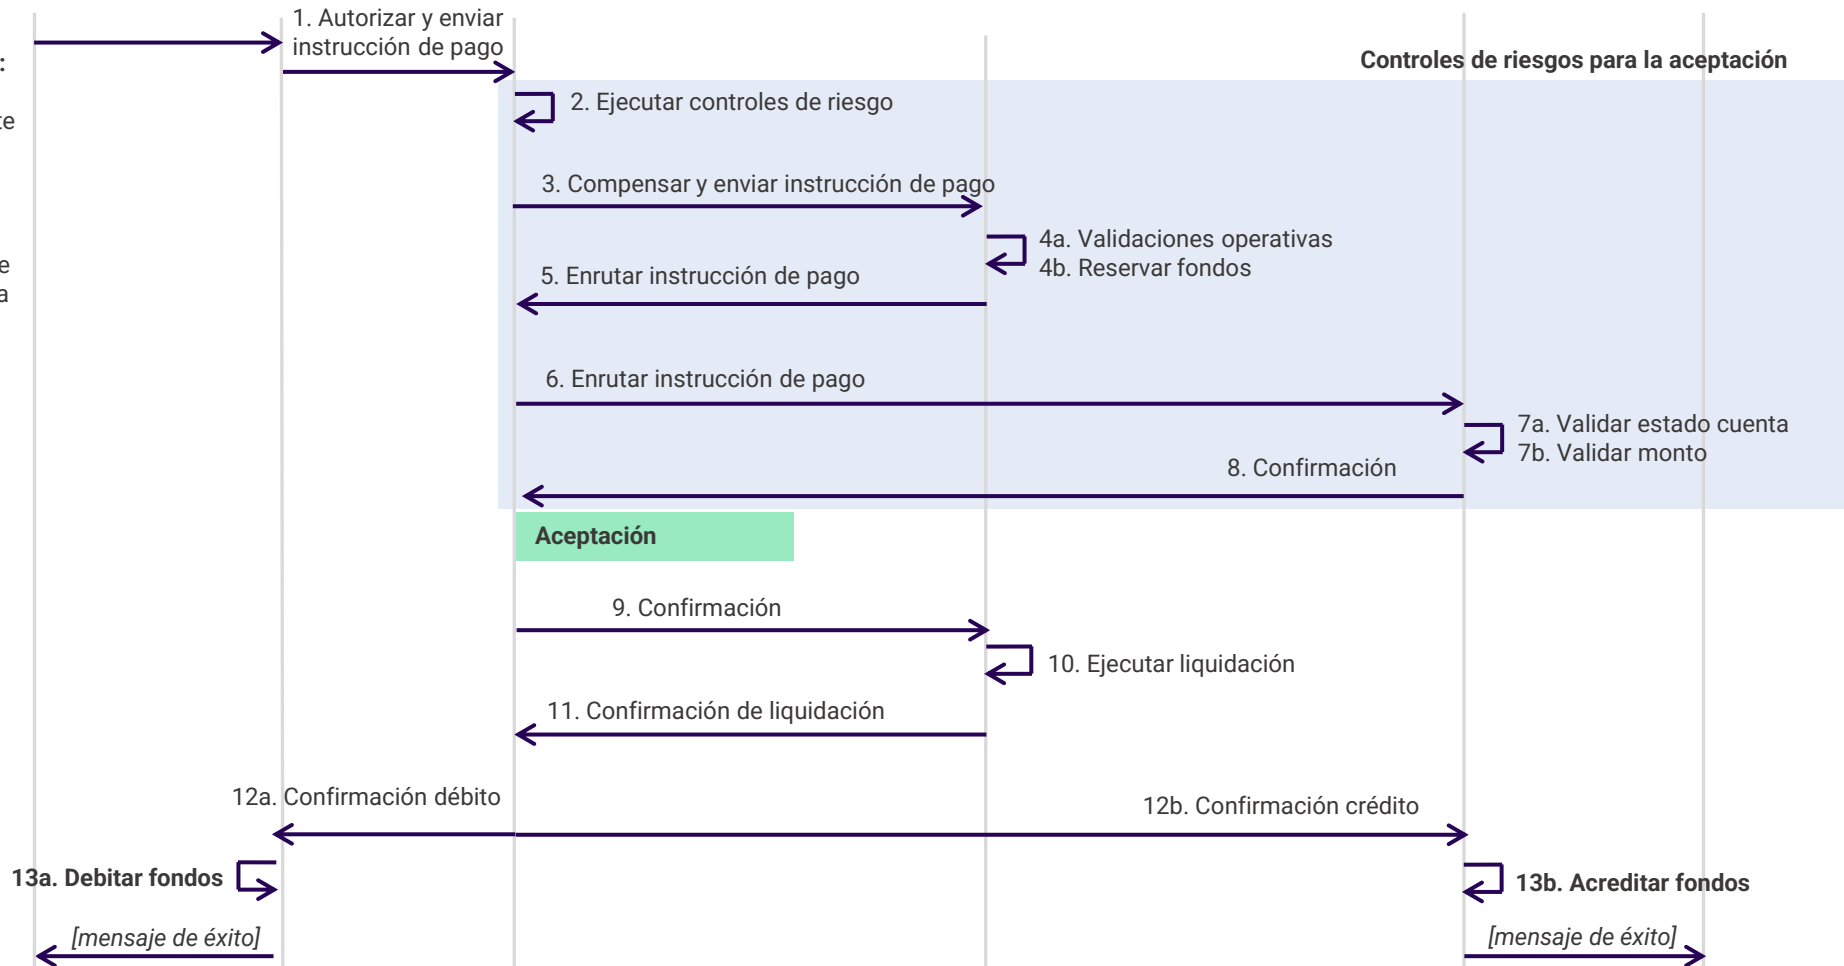 1. Autorizar y enviar
instrucción de pago
Controles de riesgos para la aceptación
:
2. Ejecutar controles de riesgo
te
3. Compensar y enviar instrucción de pago
4a. Validaciones operativas
4b. Reservar fondos
e
a
5. Enrutar instrucción de pago
6. Enrutar instrucción de pago
7a. Validar estado cuenta
7b. Validar monto
8. Confirmación
Aceptación
9. Confirmación
10. Ejecutar liquidación
11. Confirmación de liquidación
12a. Confirmación débito
12b. Confirmación crédito
13a. Debitar fondos
13b. Acreditar fondos
[mensaje de éxito]
[mensaje de éxito]